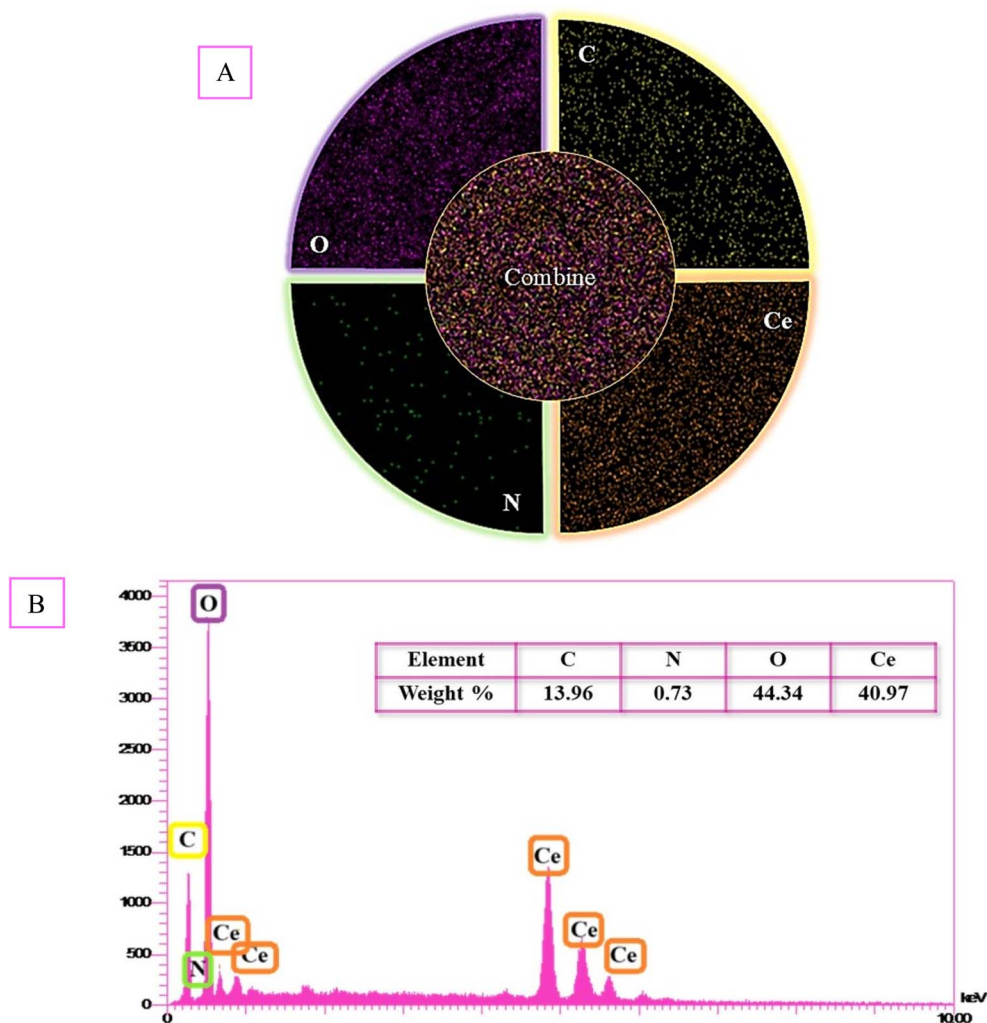 A
C
O
Combine
Ce
N
B
4000
O
3500
Element C N O Ce
Weight % 13.96 0.73 44.34 40.97
3000
2500
2000
C
1500
Ce
1000
Ce
Ce
500
Ce
Ce
N
0
0
10.00
keV